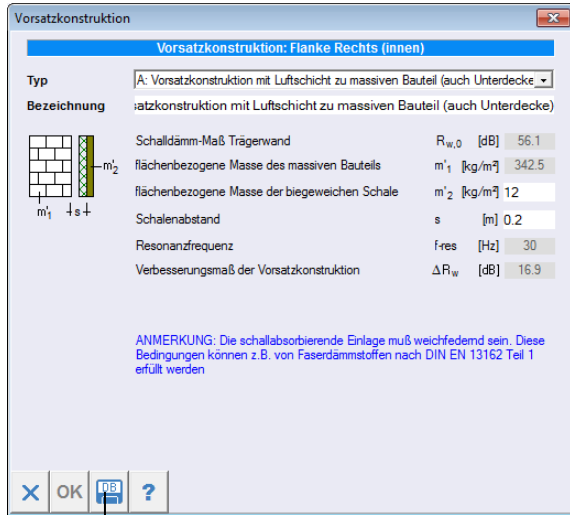 Vorsatzkonstruktion
Vorsatzkonstruktion: Flanke Rechts (innen)
Typ A: Vorsatzkonstruktion mit Luftschicht zu massiven Bauteil (auch Unterdecke
Bezeichnung satzkonstruktion mit Luftschicht zu massiven Bauteil (auch Unterdecke)
Schalldämm-Maß Trägerwand Rw,0 [dB] 56.1
flächenbezogene Masse des massiven Bauteils m'1 [kg/m²] 342.5
flächenbezogene Masse der biegeweichen Schale m'2 [kg/m²] 12
Schalenabstand s [m] 0.2
Resonanzfrequenz f-res [Hz] 30
Verbesserungsmaß der Vorsatzkonstruktion ΔRw [dB] 16.9
m'2
m'1 s
ANMERKUNG: Die schallabsorbierende Einlage muß weichfedernd sein. Diese
Bedingungen können z.B. von Faserdämmstoffen nach DIN EN 13162 Teil 1
erfüllt werden
OK DB ?